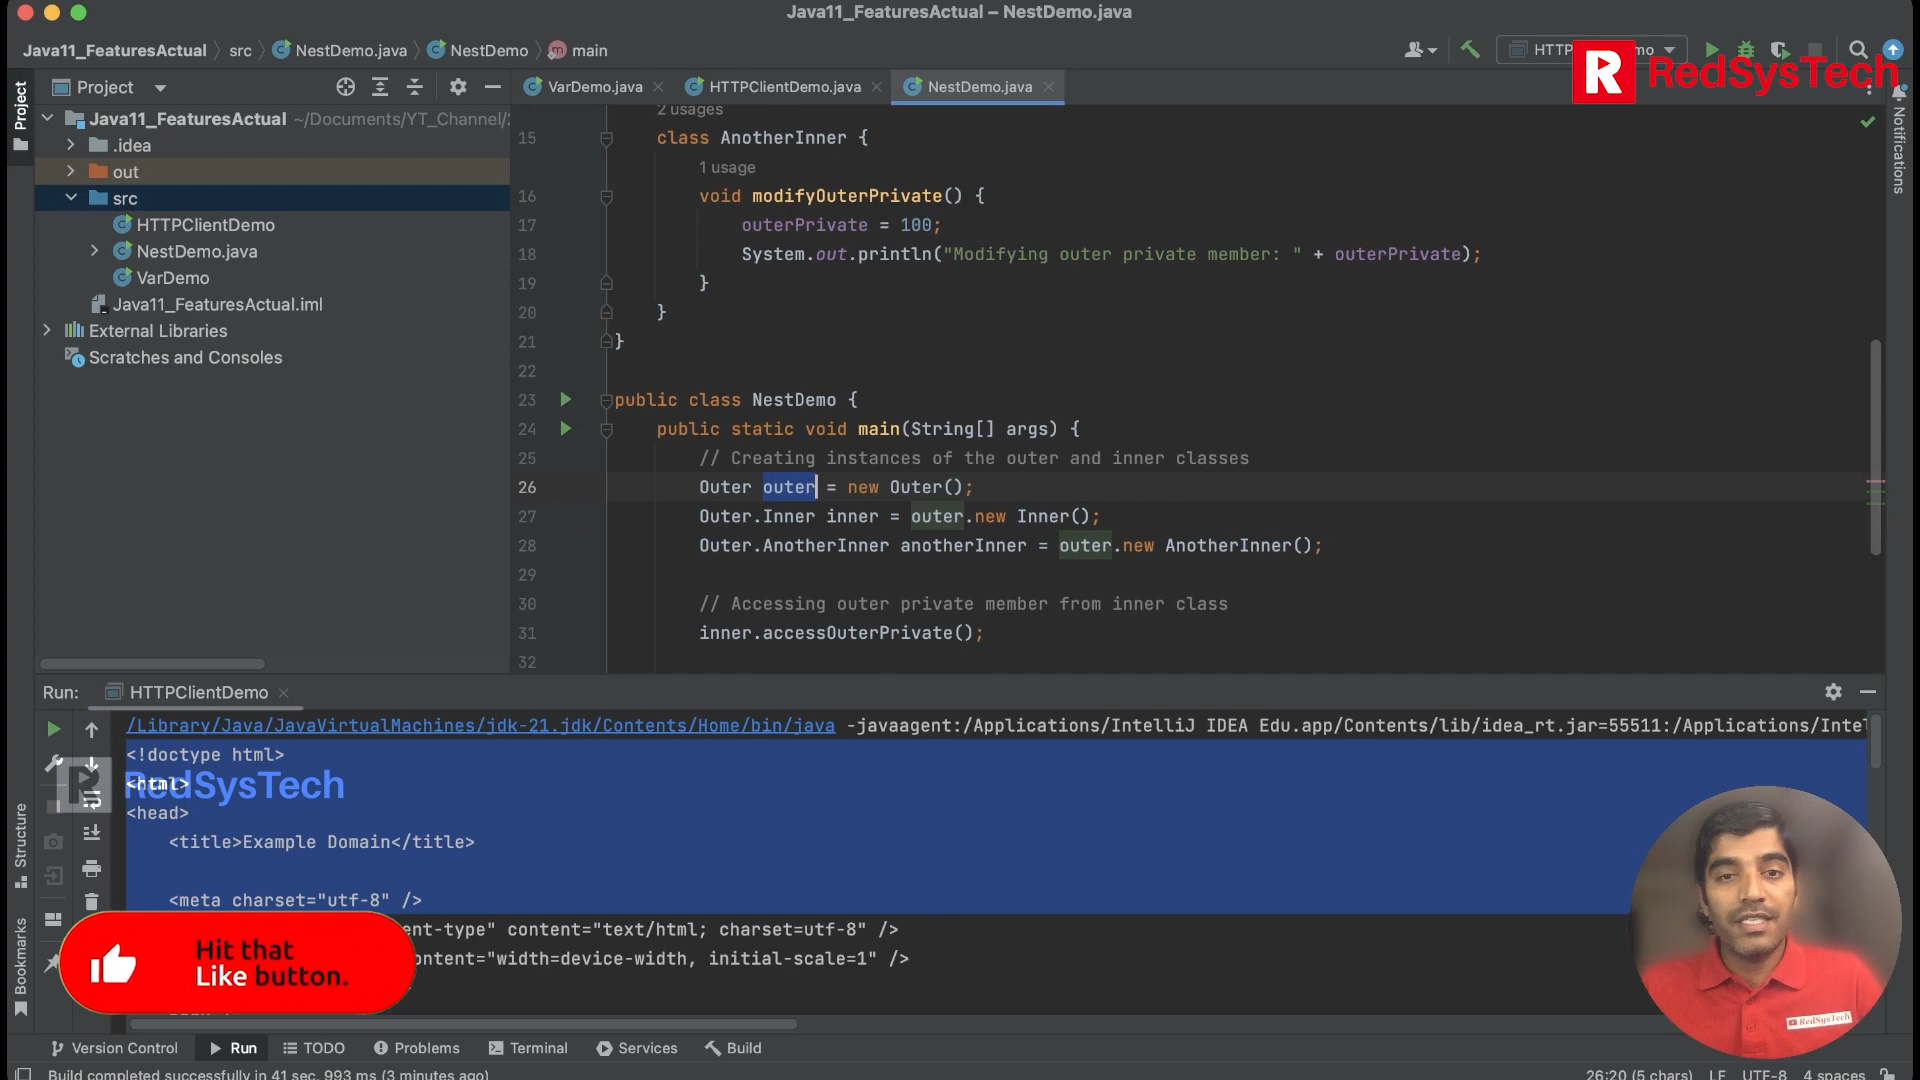 Java11_FeaturesActual – NestDemo.java
Java11_FeaturesActual src NestDemo.java NestDemo main
RedSysTech
Project
Project
VarDemo.java HTTPClientDemo.java NestDemo.java
Notifications
Java11_FeaturesActual ~/Documents/YT_Channel/
.idea
out
src
HTTPClientDemo
NestDemo.java
VarDemo
Java11_FeaturesActual.iml
External Libraries
Scratches and Consoles
2 usages
15 class AnotherInner {
1 usage
16 void modifyOuterPrivate() {
17 outerPrivate = 100;
18 System.out.println("Modifying outer private member: " + outerPrivate);
19 }
20 }
21 }
22
23 public class NestDemo {
24 public static void main(String[] args) {
25 // Creating instances of the outer and inner classes
26 Outer outer = new Outer();
27 Outer.Inner inner = outer.new Inner();
28 Outer.AnotherInner anotherInner = outer.new AnotherInner();
29
30 // Accessing outer private member from inner class
31 inner.accessOuterPrivate();
32
Run: HTTPClientDemo
/Library/Java/JavaVirtualMachines/jdk-21.jdk/Contents/Home/bin/java -javaagent:/Applications/IntelliJ IDEA Edu.app/Contents/lib/idea_rt.jar=55511:/Applications/Inte
<!doctype html>
<html>
RedSysTech
<head>
<title>Example Domain</title>
<meta charset="utf-8" />
ent-type" content="text/html; charset=utf-8" />
ontent="width=device-width, initial-scale=1" />
Structure
Bookmarks
Hit that
Like button.
RedSysTech
Version Control Run TODO Problems Terminal Services Build
Build completed successfully in 41 sec, 993 ms (3 minutes ago)
26:20 (5 chars) LF UTF-8 4 spaces